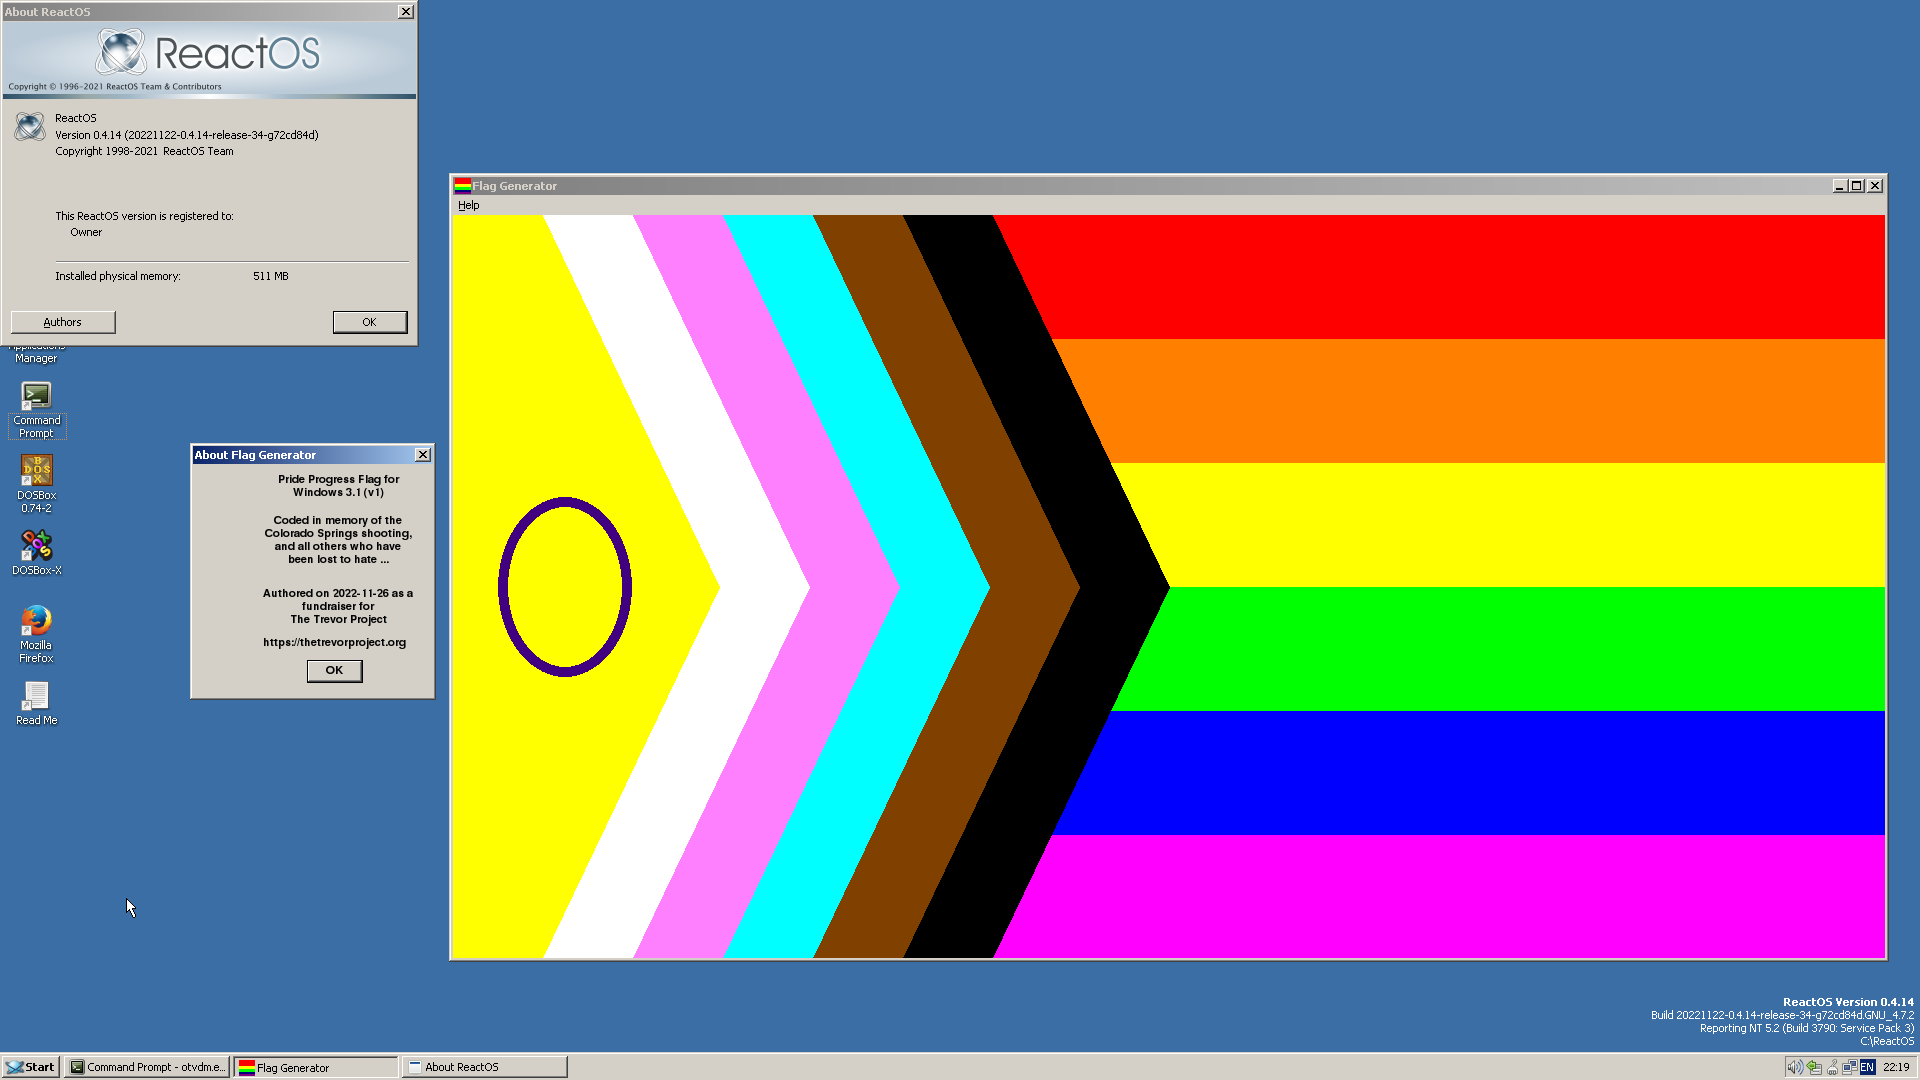 About ReactOS
ReactOS
Copyright © 1996-2021 ReactOS Team & Contributors
ReactOS
Version 0.4.14 (20221122-0.4.14-release-34-g72cd84d)
Copyright 1998-2021 ReactOS Team
This ReactOS version is registered to:
Owner
Installed physical memory: 511 MB
Authors OK
Manager
Command
Prompt
DOSBox
0.74-2
DOSBox-X
Mozilla
Firefox
Read Me
About Flag Generator
Pride Progress Flag for
Windows 3.1 (v1)
Coded in memory of the
Colorado Springs shooting,
and all others who have
been lost to hate ...
Authored on 2022-11-26 as a
fundraiser for
The Trevor Project
https://thetrevorproject.org
OK
Flag Generator
Help
ReactOS Version 0.4.14
Build 20221122-0.4.14-release-34-g72cd84d.GNU_4.7.2
Reporting NT 5.2 (Build 3790: Service Pack 3)
C:\ReactOS
Start Command Prompt - otvdm.e... Flag Generator About ReactOS EN 22:19